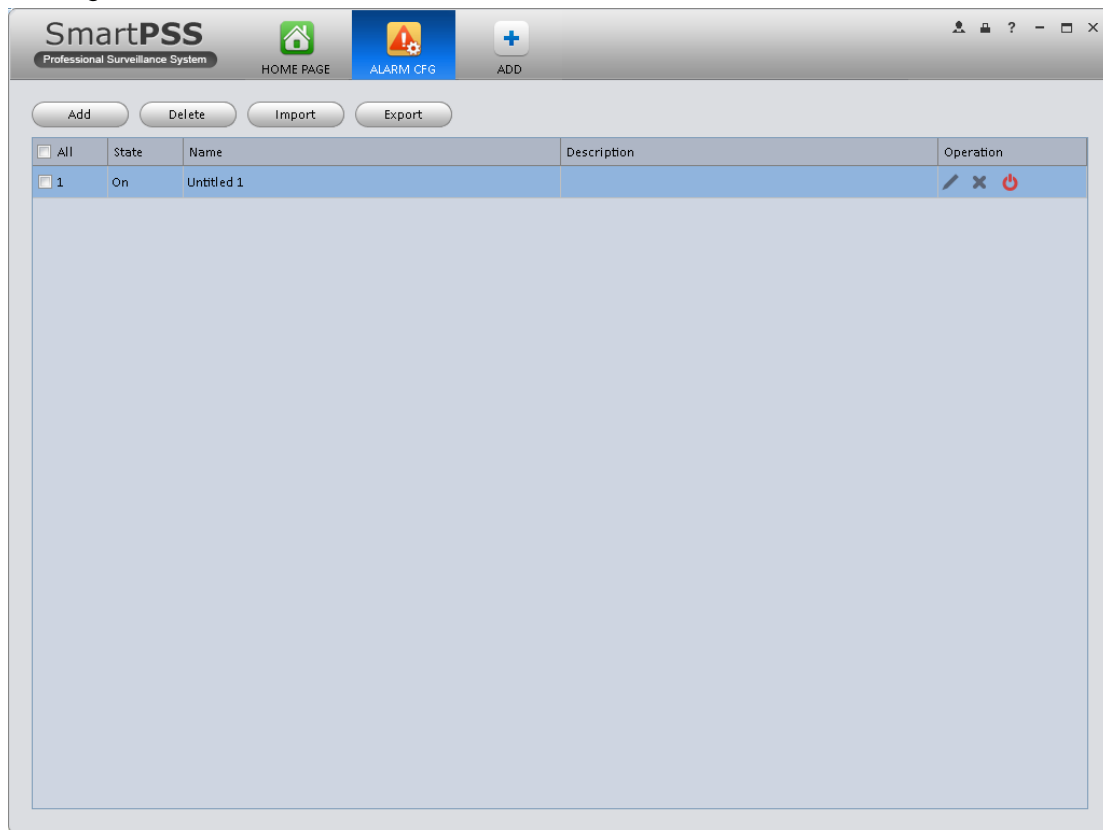 SmartPSS
Professional Surveillance System
HOME PAGE
ALARM CFG
ADD
?
Add
Delete
Import
Export
All State Name Description Operation
1 On Untitled 1